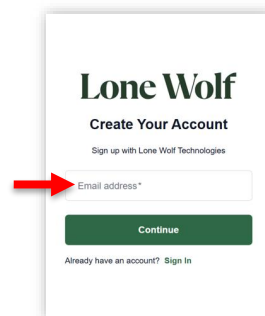 Lone Wolf
Create Your Account
Sign up with Lone Wolf Technologies
Email address*
Continue
Already have an account? Sign In